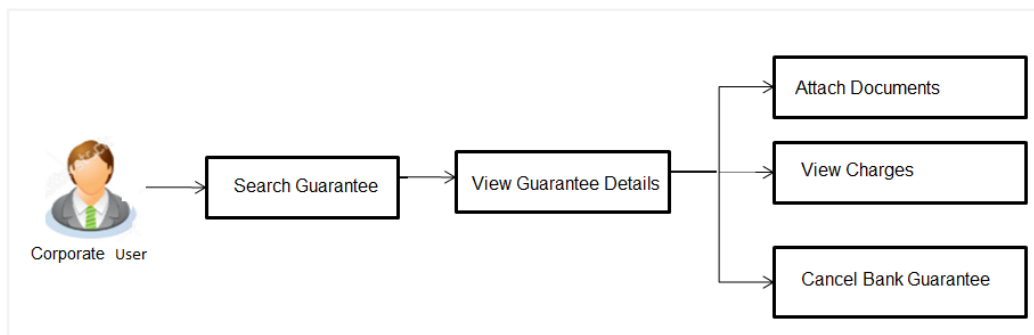 Corporate User
Search Guarantee
View Guarantee Details
Attach Documents
View Charges
Cancel Bank Guarantee